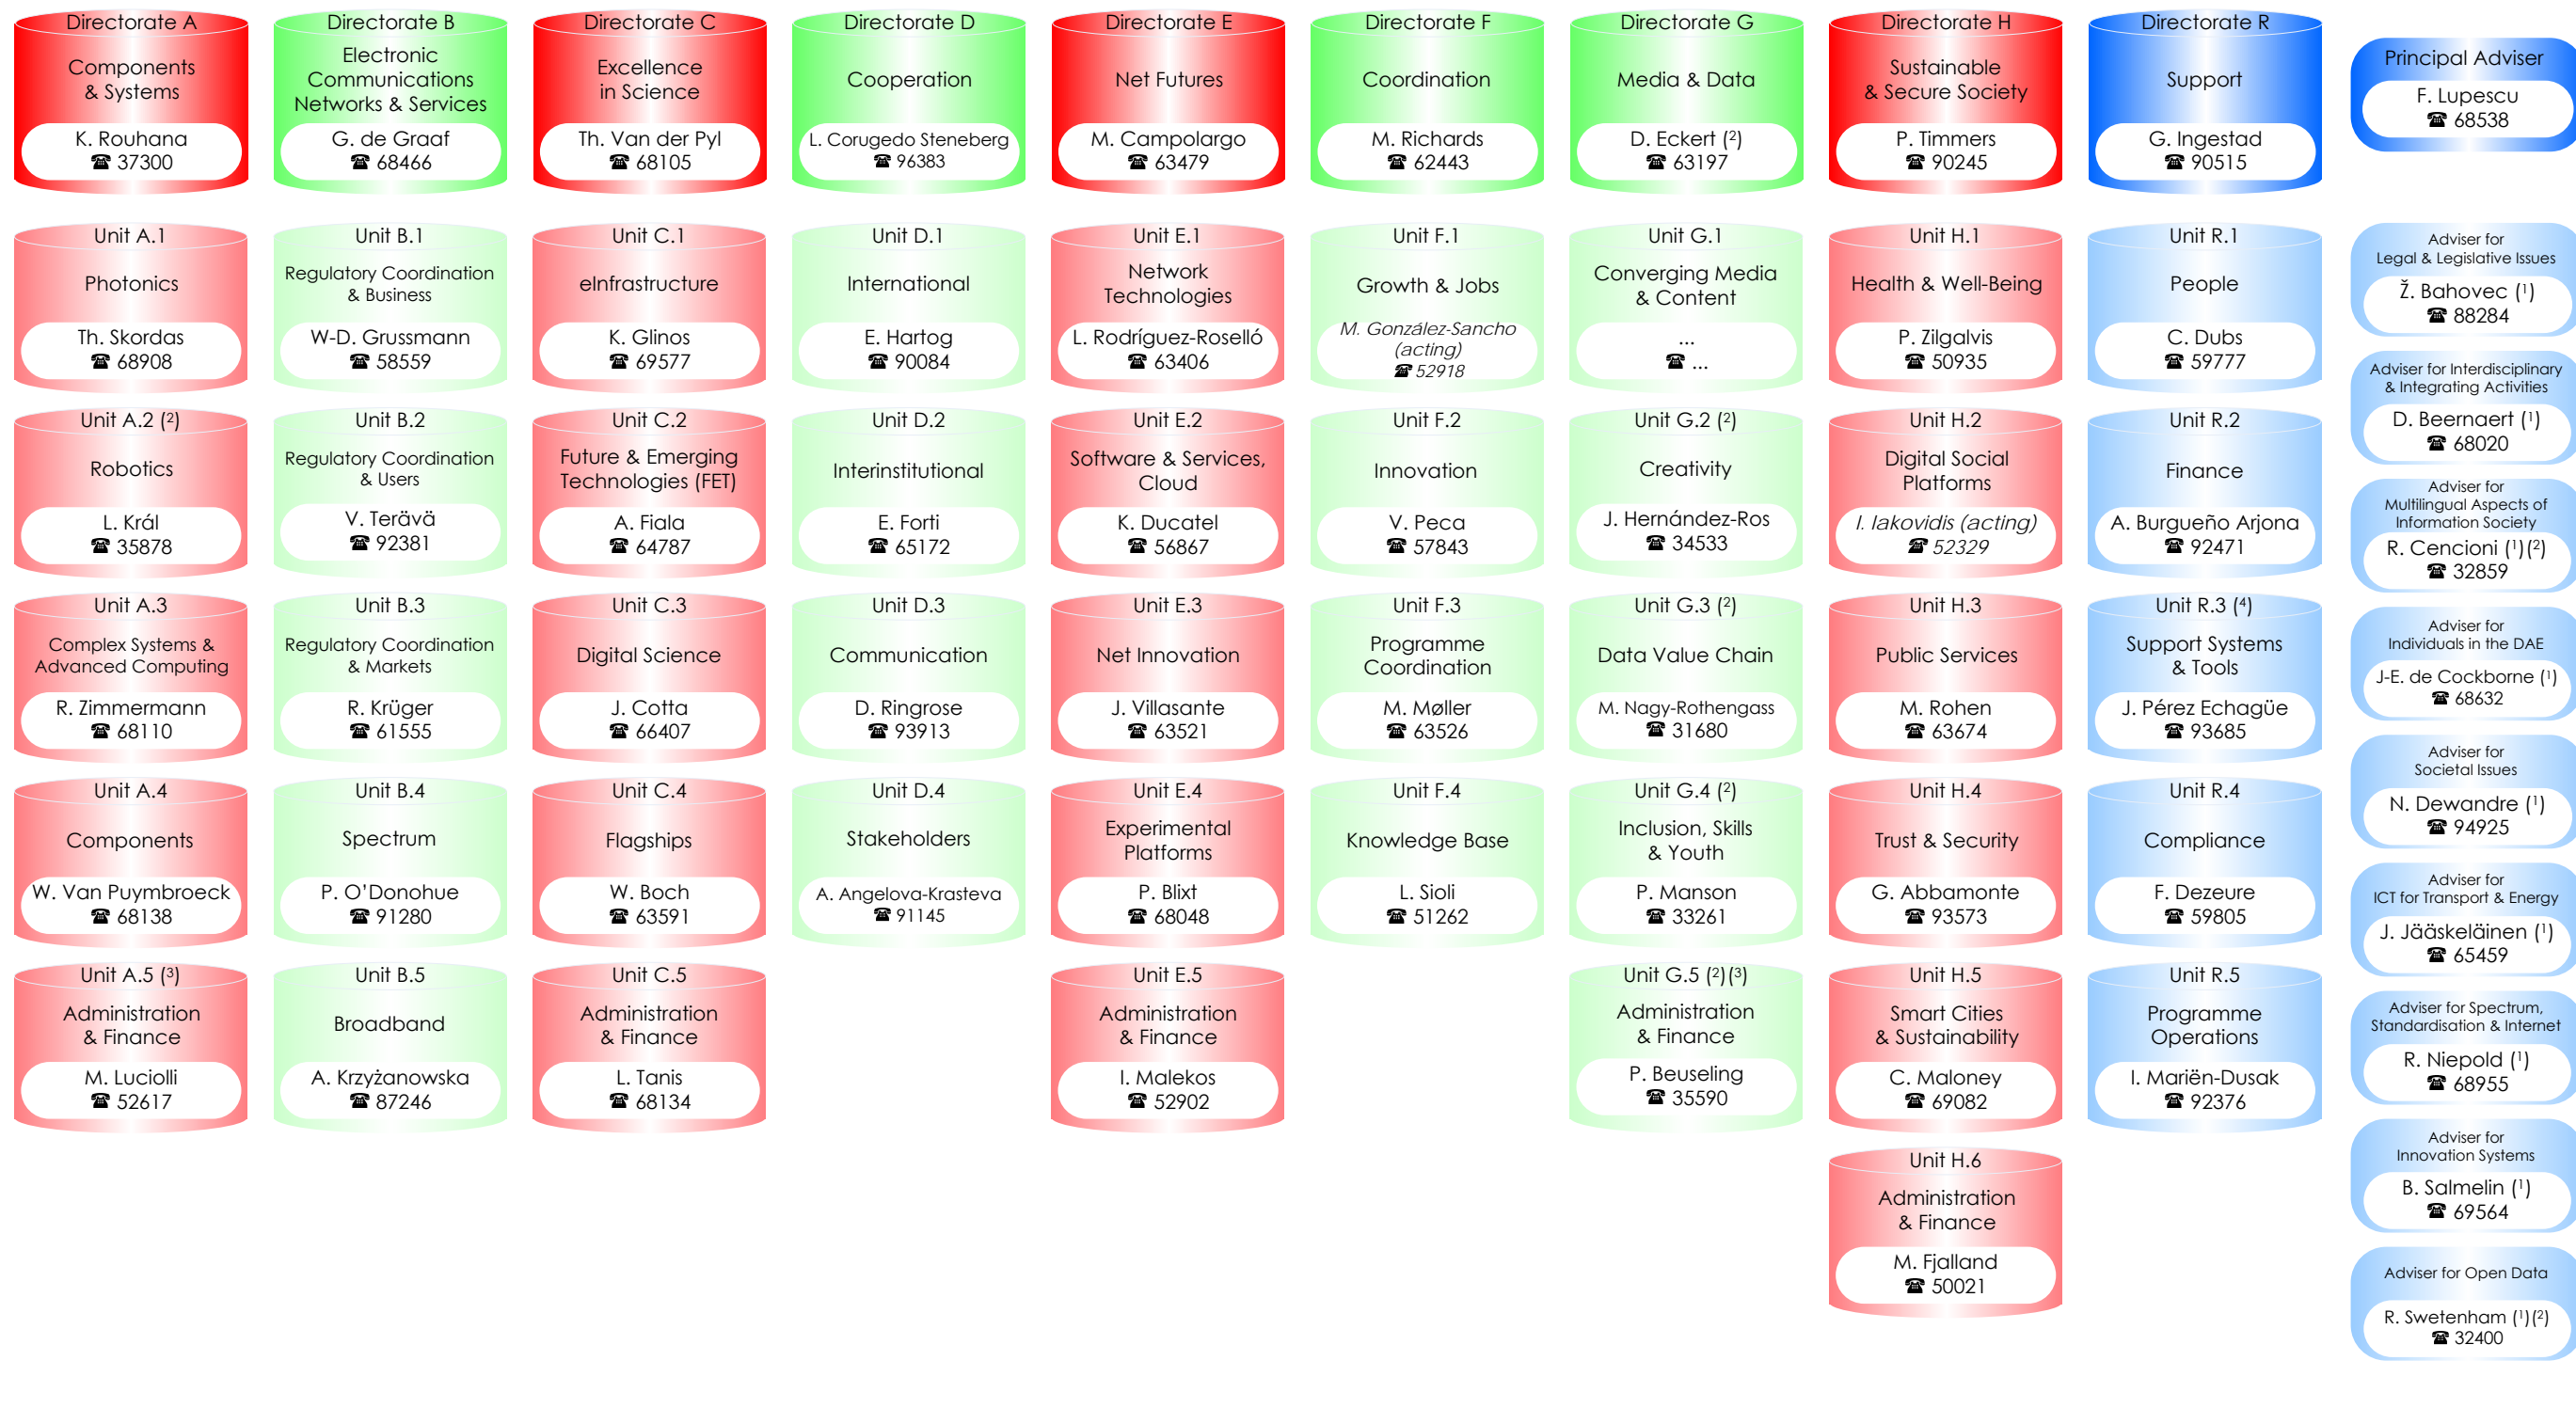 Directorate A
Components
& Systems
K. Rouhana
☎ 37300
Unit A.1
Photonics
Th. Skordas
☎ 68908
Unit A.2 (²)
Robotics
L. Král
☎ 35878
Unit A.3
Complex Systems &
Advanced Computing
R. Zimmermann
☎ 68110
Unit A.4
Components
W. Van Puymbroeck
☎ 68138
Unit A.5 (³)
Administration
& Finance
M. Luciolli
☎ 52617
Directorate B
Electronic
Communications
Networks & Services
G. de Graaf
☎ 68466
Unit B.1
Regulatory Coordination
& Business
W-D. Grussmann
☎ 58559
Unit B.2
Regulatory Coordination
& Users
V. Terävä
☎ 92381
Unit B.3
Regulatory Coordination
& Markets
R. Krüger
☎ 61555
Unit B.4
Spectrum
P. O’Donohue
☎ 91280
Unit B.5
Broadband
A. Krzyżanowska
☎ 87246
Directorate C
Excellence
in Science
Th. Van der Pyl
☎ 68105
Unit C.1
eInfrastructure
K. Glinos
☎ 69577
Unit C.2
Future & Emerging
Technologies (FET)
A. Fiala
☎ 64787
Unit C.3
Digital Science
J. Cotta
☎ 66407
Unit C.4
Flagships
W. Boch
☎ 63591
Unit C.5
Administration
& Finance
L. Tanis
☎ 68134
Directorate D
Cooperation
L. Corugedo Steneberg
☎ 96383
Unit D.1
International
E. Hartog
☎ 90084
Unit D.2
Interinstitutional
E. Forti
☎ 65172
Unit D.3
Communication
D. Ringrose
☎ 93913
Unit D.4
Stakeholders
A. Angelova-Krasteva
☎ 91145
Directorate E
Net Futures
M. Campolargo
☎ 63479
Unit E.1
Network
Technologies
L. Rodríguez-Roselló
☎ 63406
Unit E.2
Software & Services,
Cloud
K. Ducatel
☎ 56867
Unit E.3
Net Innovation
J. Villasante
☎ 63521
Unit E.4
Experimental
Platforms
P. Blixt
☎ 68048
Unit E.5
Administration
& Finance
I. Malekos
☎ 52902
Directorate F
Coordination
M. Richards
☎ 62443
Unit F.1
Growth & Jobs
M. González-Sancho
(acting)
☎ 52918
Unit F.2
Innovation
V. Peca
☎ 57843
Unit F.3
Programme
Coordination
M. Møller
☎ 63526
Unit F.4
Knowledge Base
L. Sioli
☎ 51262
Directorate G
Media & Data
D. Eckert (²)
☎ 63197
Unit G.1
Converging Media
& Content
...
☎ ...
Unit G.2 (²)
Creativity
J. Hernández-Ros
☎ 34533
Unit G.3 (²)
Data Value Chain
M. Nagy-Rothengass
☎ 31680
Unit G.4 (²)
Inclusion, Skills
& Youth
P. Manson
☎ 33261
Unit G.5 (²)(³)
Administration
& Finance
P. Beuseling
☎ 35590
Directorate H
Sustainable
& Secure Society
P. Timmers
☎ 90245
Unit H.1
Health & Well-Being
P. Zilgalvis
☎ 50935
Unit H.2
Digital Social
Platforms
I. Iakovidis (acting)
☎ 52329
Unit H.3
Public Services
M. Rohen
☎ 63674
Unit H.4
Trust & Security
G. Abbamonte
☎ 93573
Unit H.5
Smart Cities
& Sustainability
C. Maloney
☎ 69082
Unit H.6
Administration
& Finance
M. Fjalland
☎ 50021
Directorate R
Support
G. Ingestad
☎ 90515
Unit R.1
People
C. Dubs
☎ 59777
Unit R.2
Finance
A. Burgueño Arjona
☎ 92471
Unit R.3 (⁴)
Support Systems
& Tools
J. Pérez Echagüe
☎ 93685
Unit R.4
Compliance
F. Dezeure
☎ 59805
Unit R.5
Programme
Operations
I. Mariën-Dusak
☎ 92376
Principal Adviser
F. Lupescu
☎ 68538
Adviser for
Legal & Legislative Issues
Ž. Bahovec (¹)
☎ 88284
Adviser for Interdisciplinary
& Integrating Activities
D. Beernaert (¹)
☎ 68020
Adviser for
Multilingual Aspects of
Information Society
R. Cencioni (¹)(²)
☎ 32859
Adviser for
Individuals in the DAE
J-E. de Cockborne (¹)
☎ 68632
Adviser for
Societal Issues
N. Dewandre (¹)
☎ 94925
Adviser for
ICT for Transport & Energy
J. Jääskeläinen (¹)
☎ 65459
Adviser for Spectrum,
Standardisation & Internet
R. Niepold (¹)
☎ 68955
Adviser for
Innovation Systems
B. Salmelin (¹)
☎ 69564
Adviser for Open Data
R. Swetenham (¹)(²)
☎ 32400